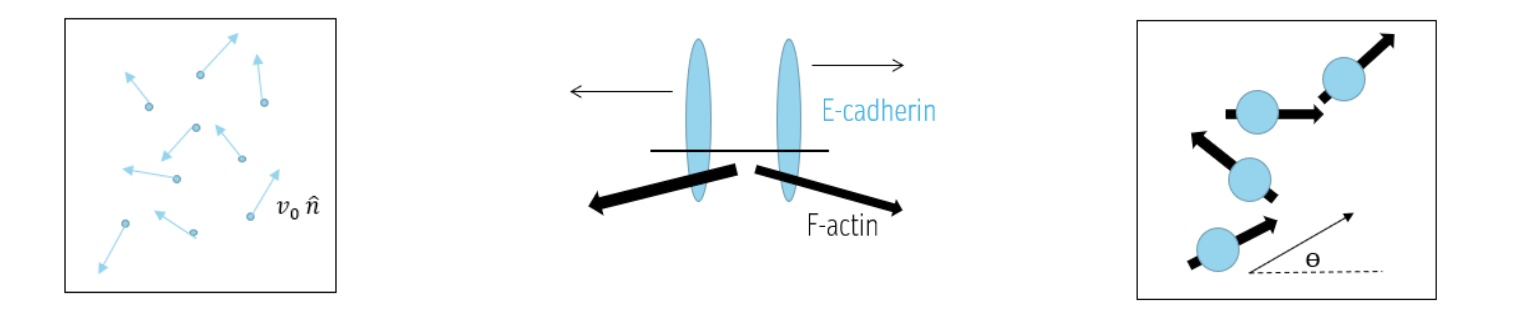 v₀ n̂
E-cadherin
F-actin
Θ